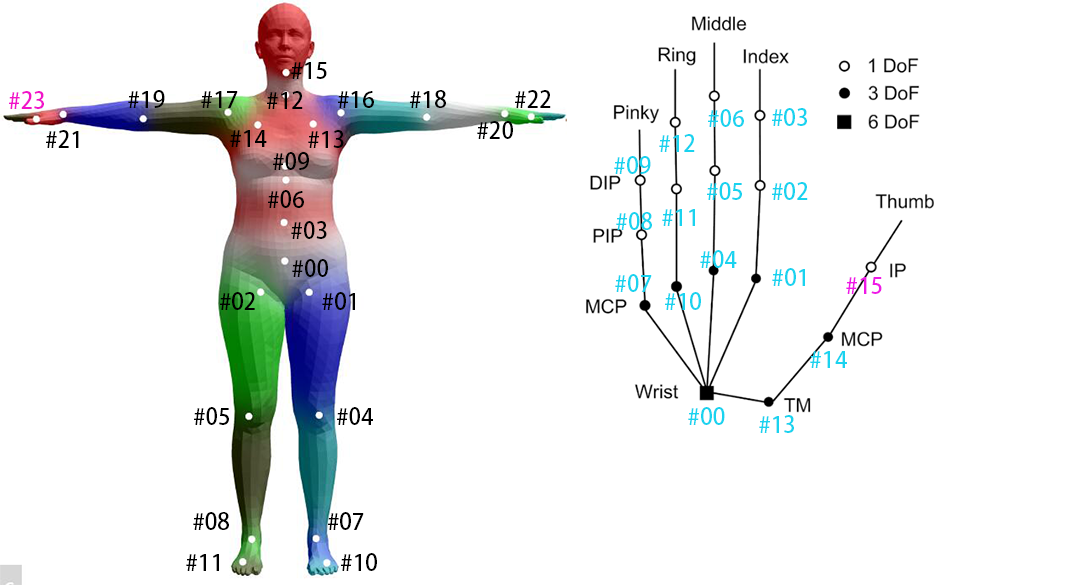 #15
#23
#19
#17
#12
#16
#18
#22
#21
#14
#13
#20
#09
#06
#03
#00
#02
#01
#05
#04
#08
#07
#11
#10
Middle
Ring
Index
1 DoF
3 DoF
6 DoF
Pinky
#06
#03
#12
#09
DIP
#05
#02
#08
#11
PIP
Thumb
#04
#07
#10
#01
IP
#15
MCP
MCP
#14
Wrist
#00
TM
#13